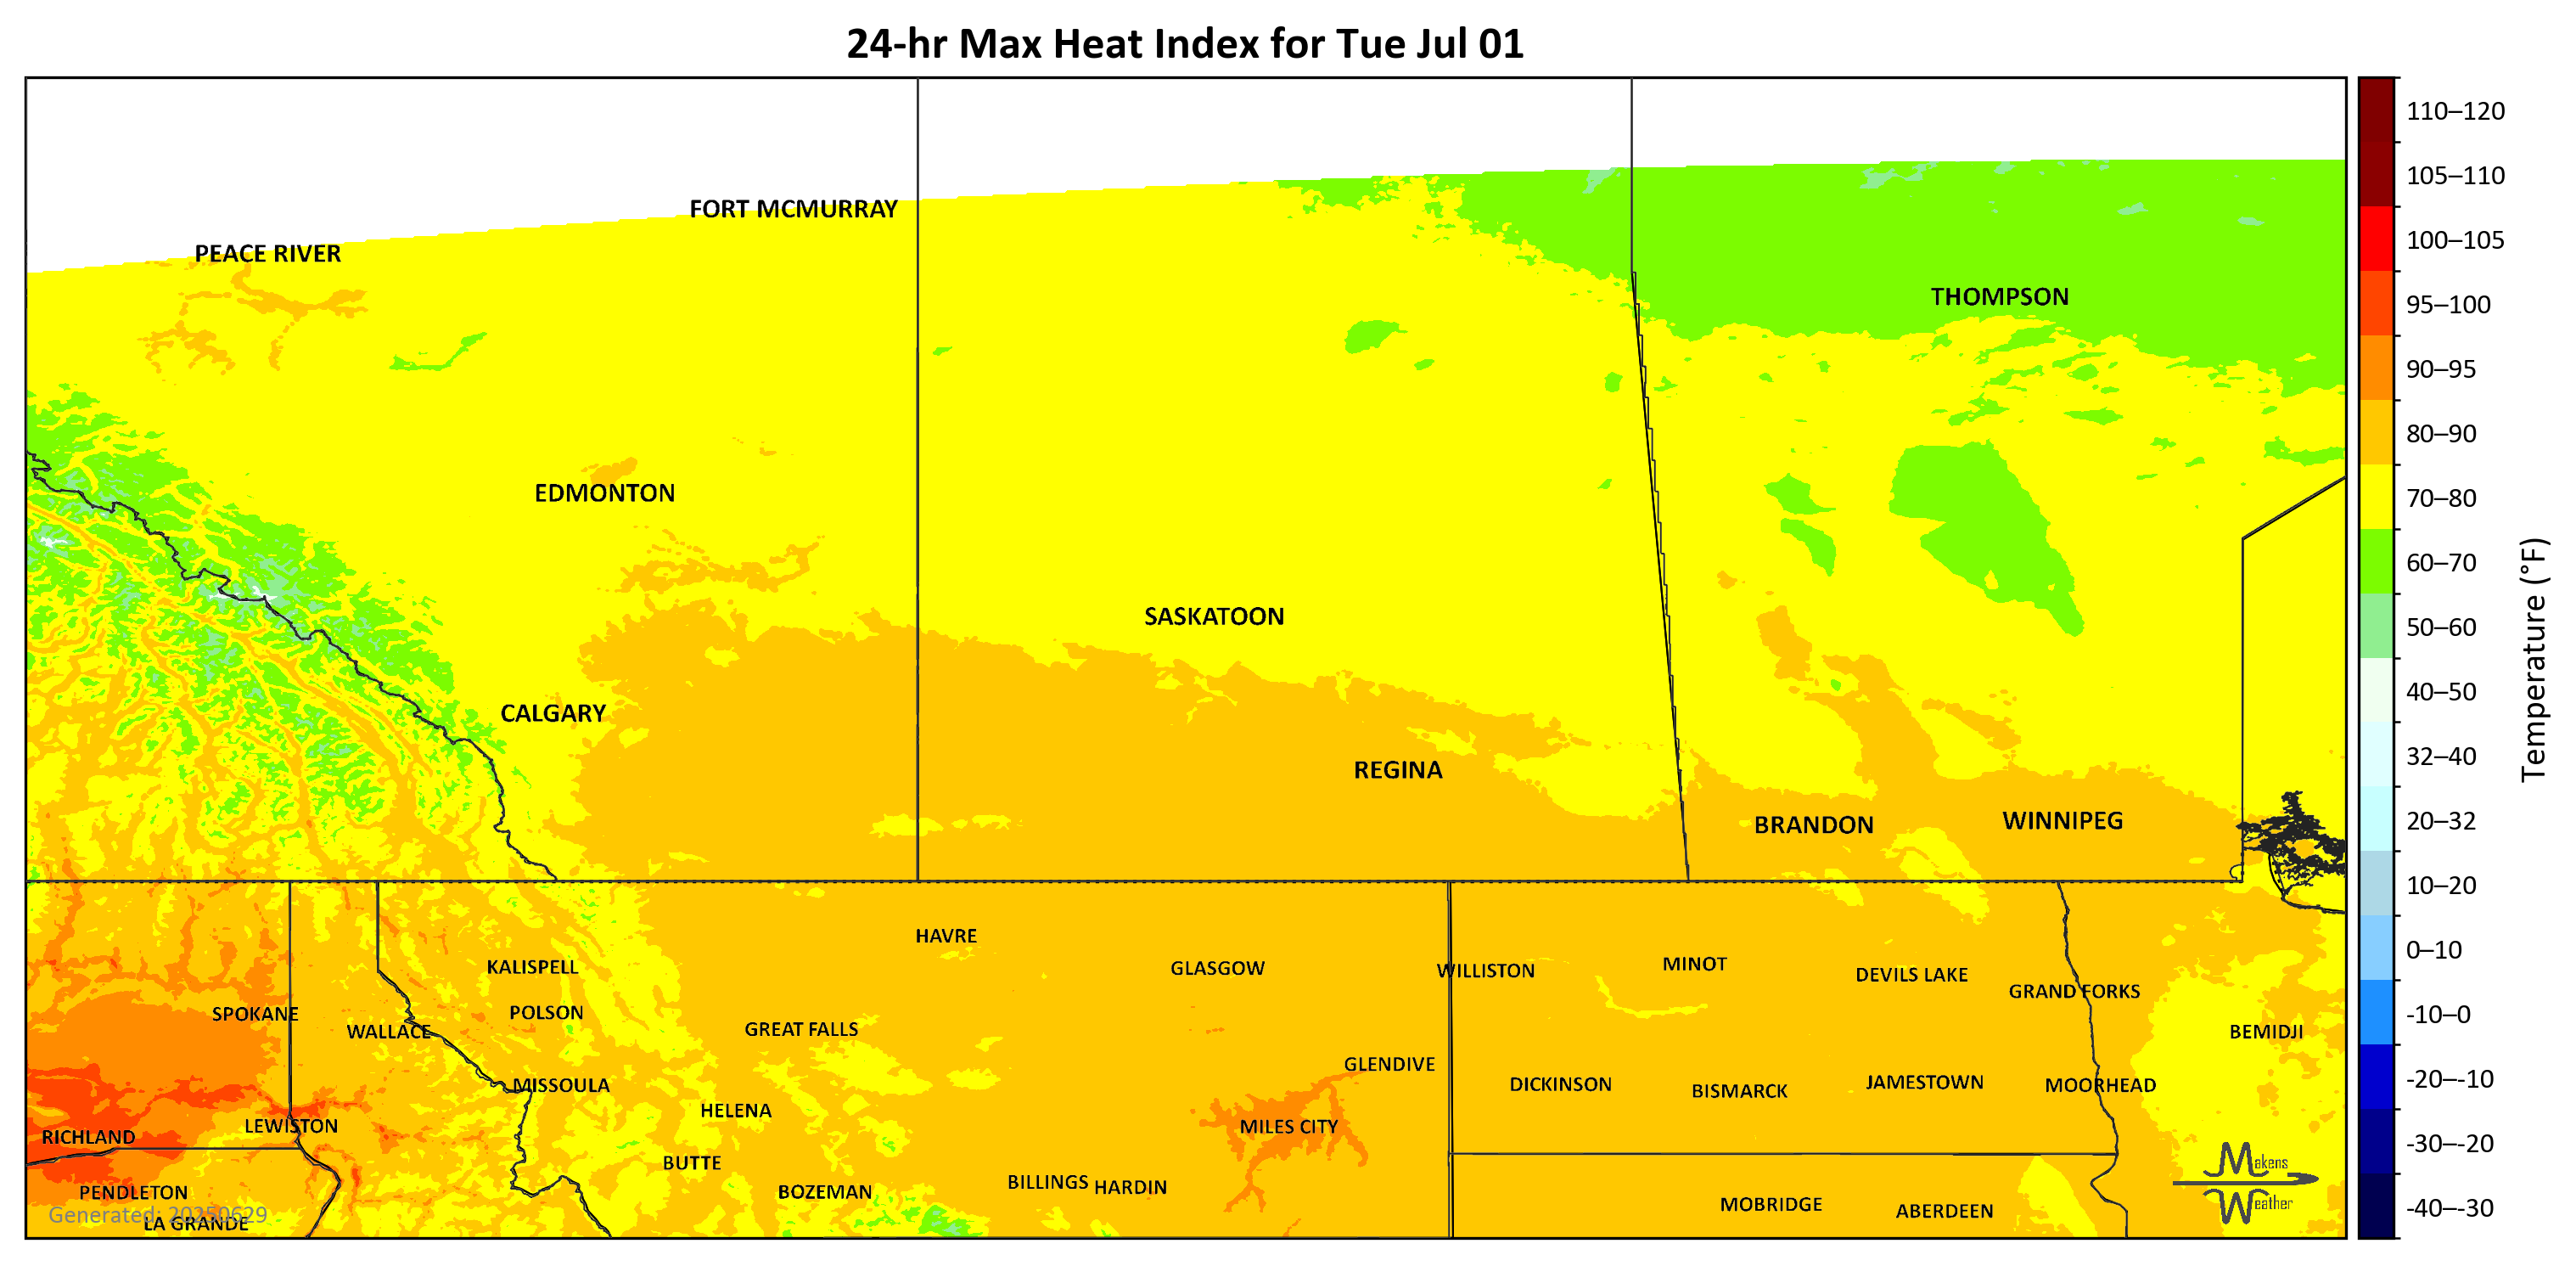 24-hr Max Heat Index for Tue Jul 01
110–120
105–110
100–105
95–100
90–95
80–90
70–80
60–70
50–60
40–50
32–40
20–32
10–20
0–10
-10–0
-20–-10
-30–-20
-40–-30
Temperature (°F)
FORT MCMURRAY
PEACE RIVER
THOMPSON
EDMONTON
SASKATOON
CALGARY
REGINA
BRANDON
WINNIPEG
HAVRE
KALISPELL
GLASGOW
WILLISTON
MINOT
DEVILS LAKE
GRAND FORKS
SPOKANE
POLSON
WALLACE
GREAT FALLS
BEMIDJI
GLENDIVE
MISSOULA
DICKINSON
BISMARCK
JAMESTOWN
MOORHEAD
HELENA
RICHLAND
LEWISTON
MILES CITY
BUTTE
PENDLETON
BOZEMAN
BILLINGS
HARDIN
MOBRIDGE
ABERDEEN
LA GRANDE
Generated: 20250629
Makens
Weather